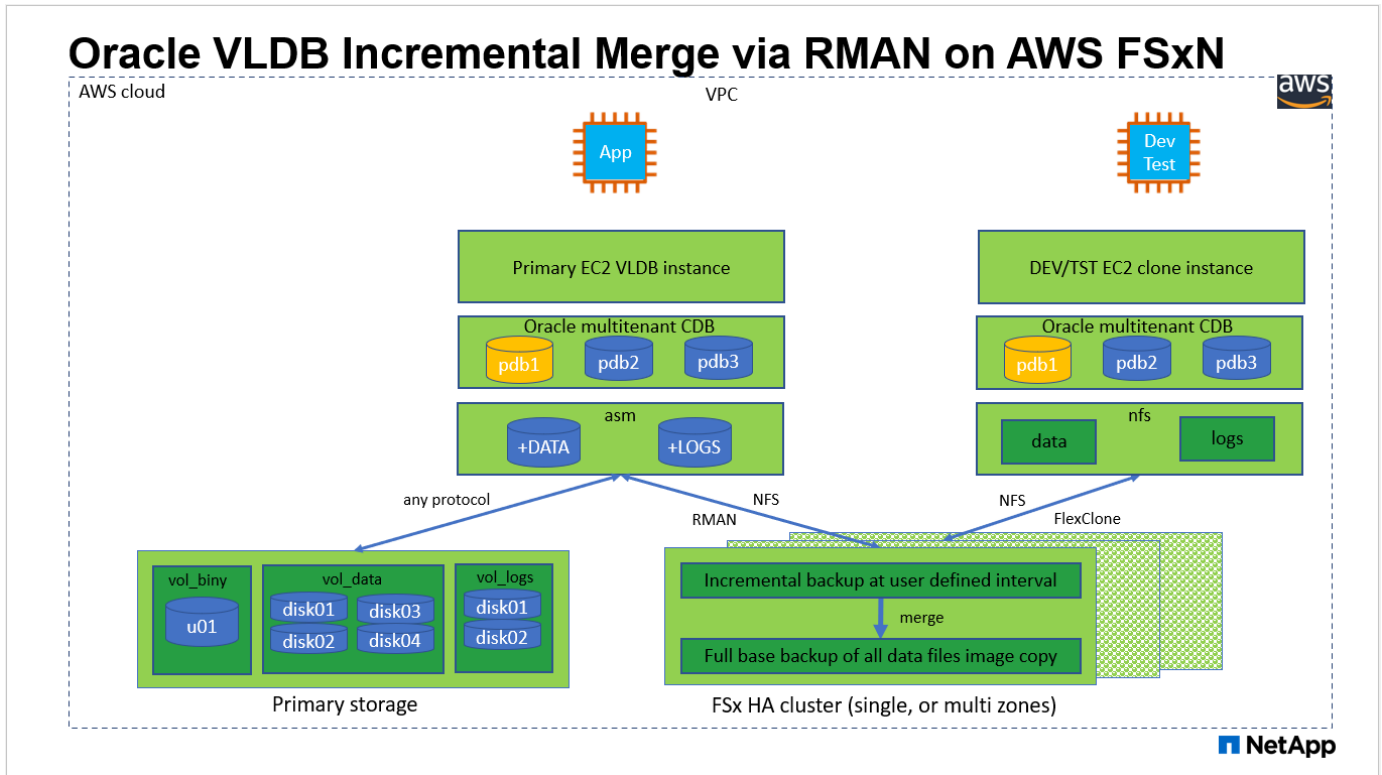 Oracle VLDB Incremental Merge via RMAN on AWS FSxN
AWS cloud
VPC
aws
App
Dev
Test
Primary EC2 VLDB instance
DEV/TST EC2 clone instance
Oracle multitenant CDB
pdb1
pdb2
pdb3
Oracle multitenant CDB
pdb1
pdb2
pdb3
asm
+DATA
+LOGS
nfs
data
logs
any protocol
NFS
RMAN
NFS
FlexClone
vol_biny
u01
vol_data
disk01
disk03
disk02
disk04
vol_logs
disk01
disk02
Primary storage
Incremental backup at user defined interval
merge
Full base backup of all data files image copy
FSx HA cluster (single, or multi zones)
NetApp